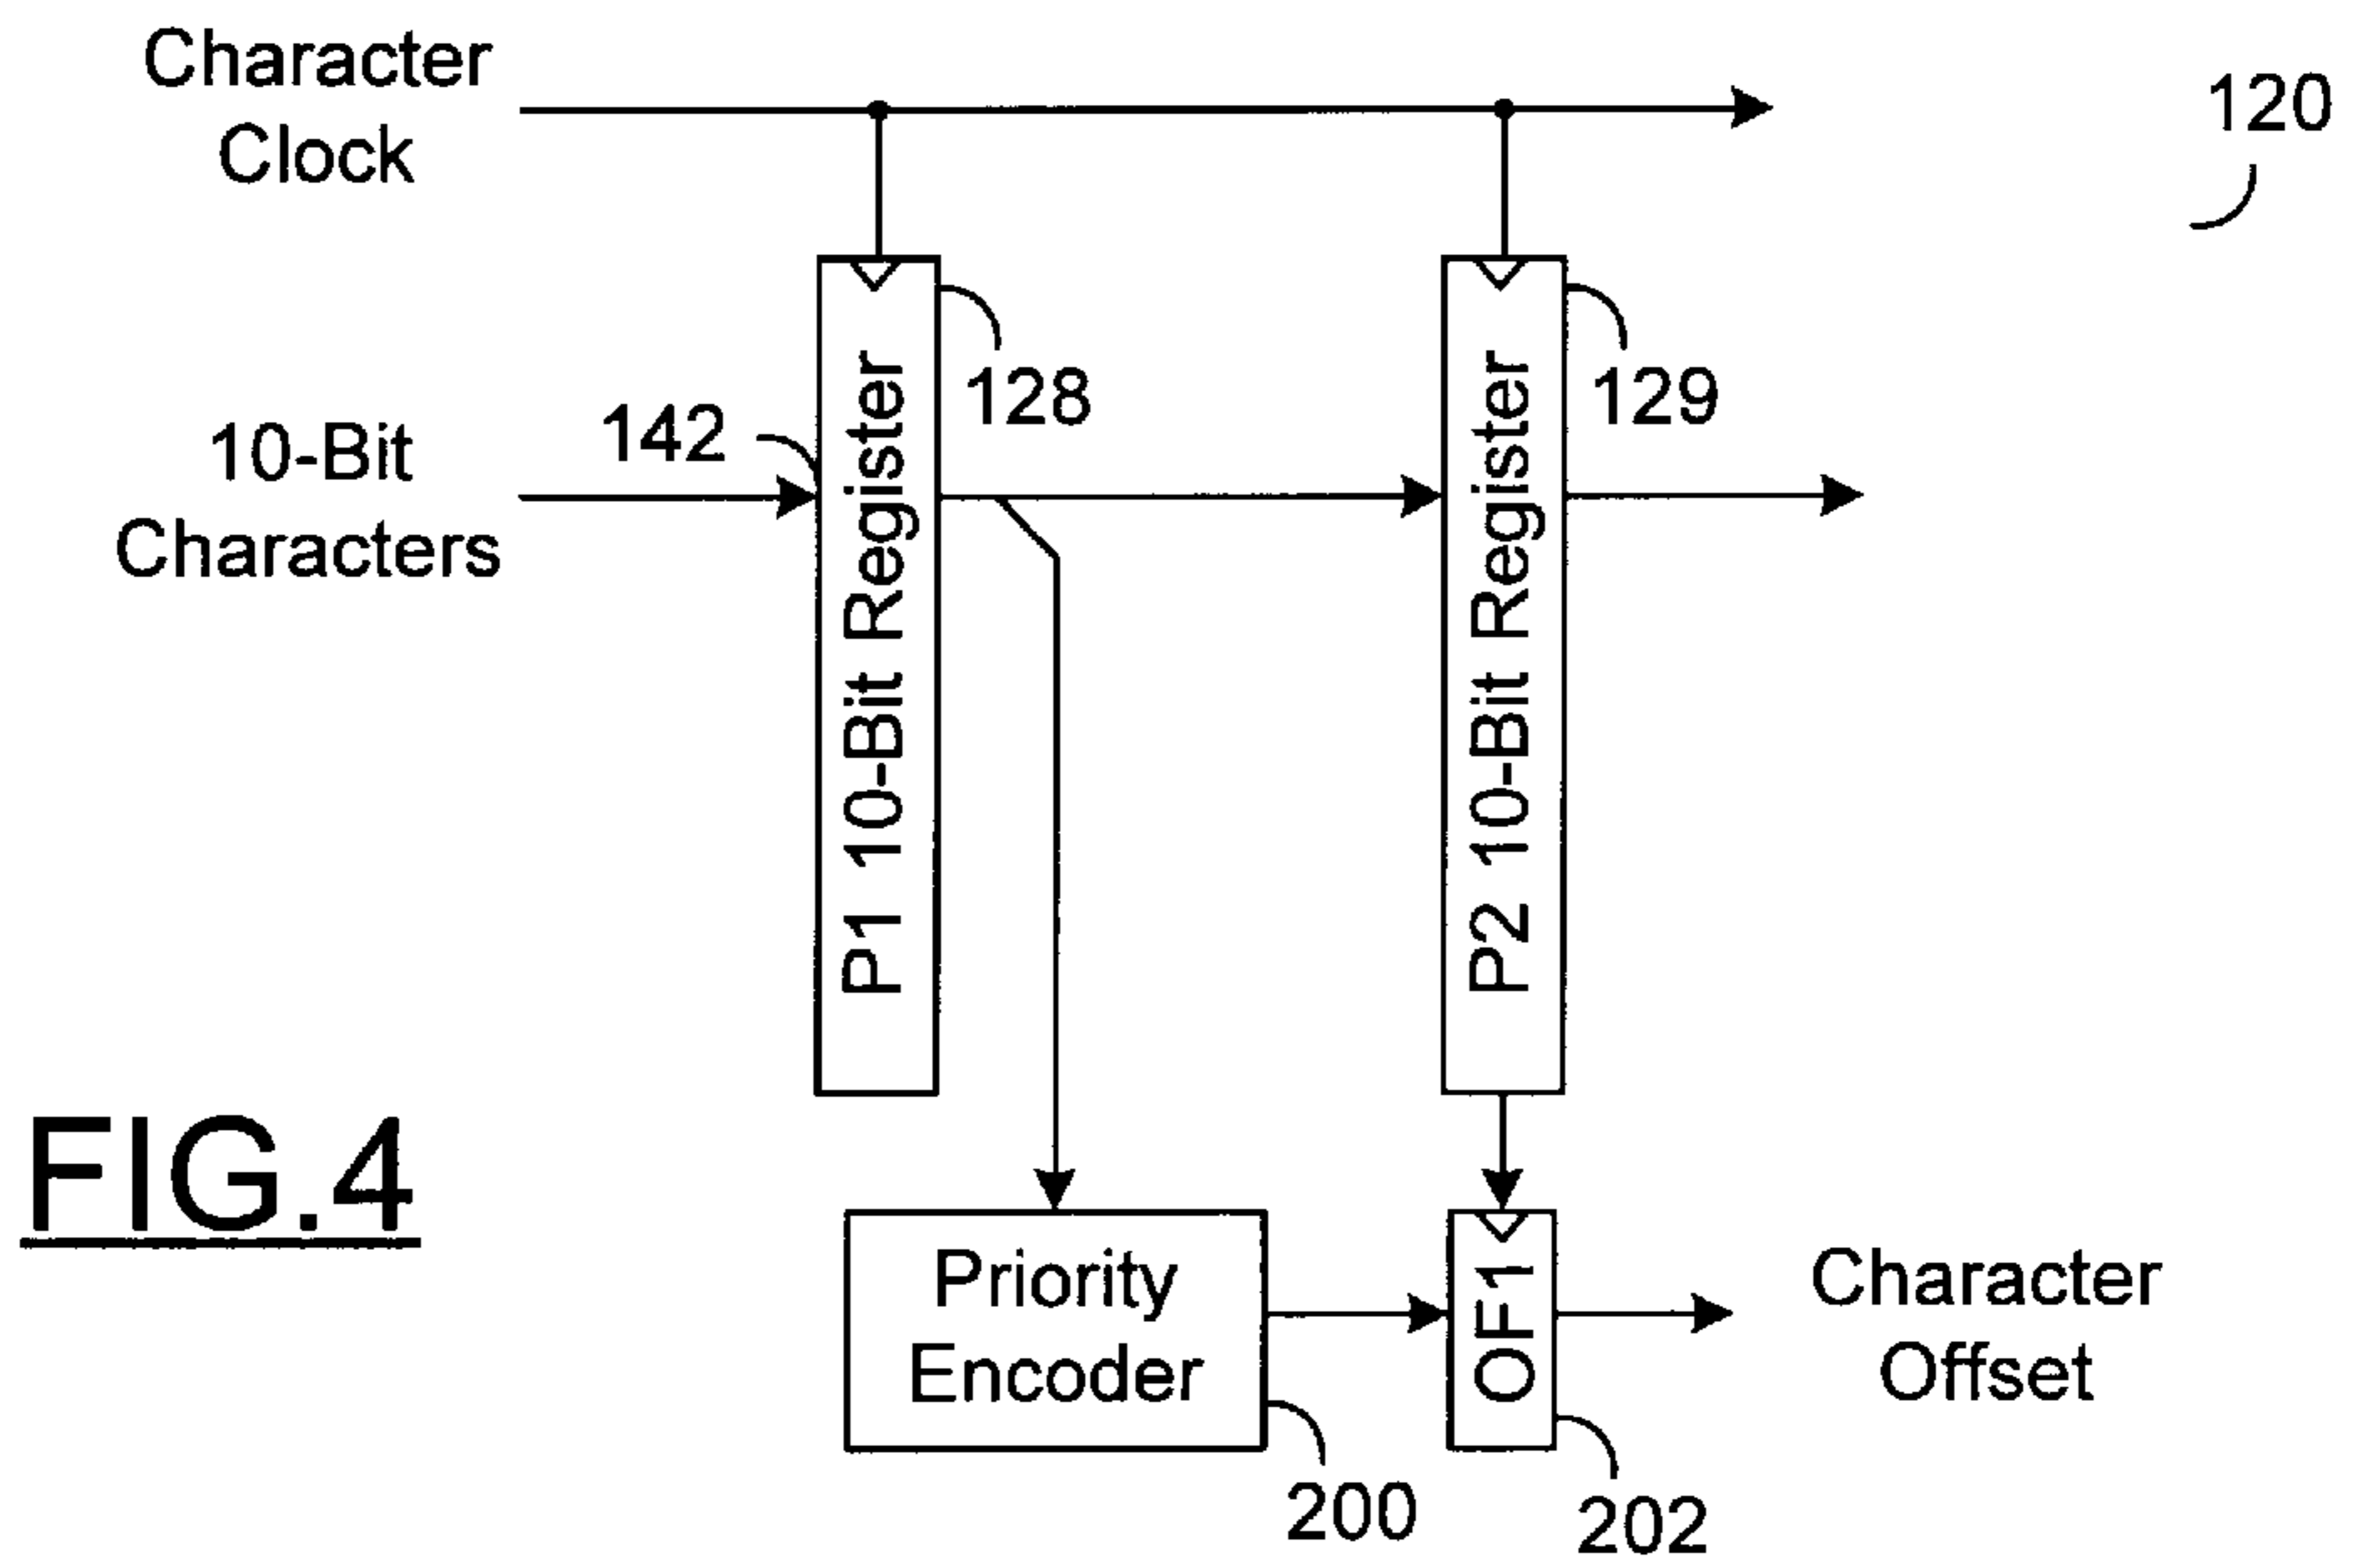 Character
Clock
120
128
129
142
10-Bit
Characters
P1 10-Bit Register
P2 10-Bit Register
FIG.4
Priority
Encoder
OF1
Character
Offset
200
202